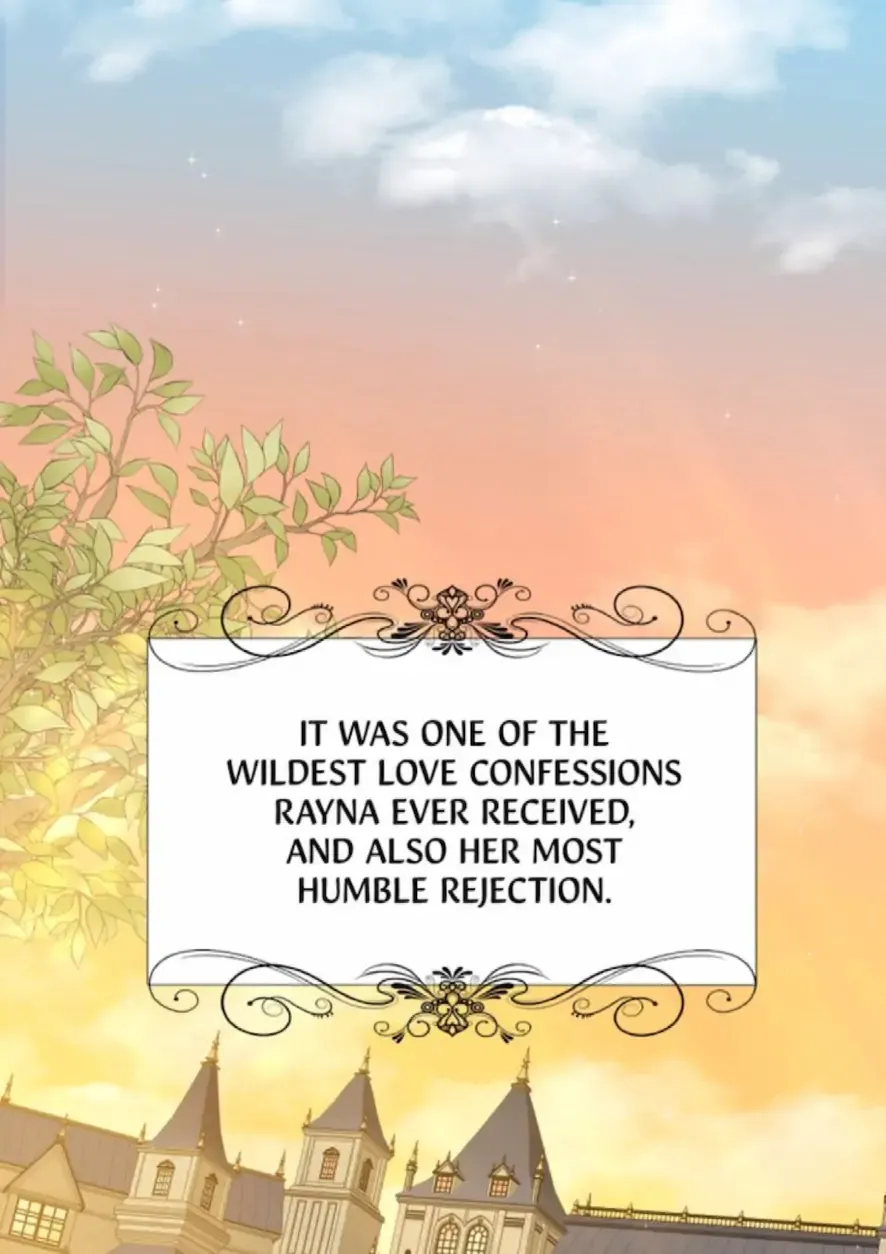 IT WAS ONE OF THE
WILDEST LOVE CONFESSIONS
RAYNA EVER RECEIVED,
AND ALSO HER MOST
HUMBLE REJECTION.